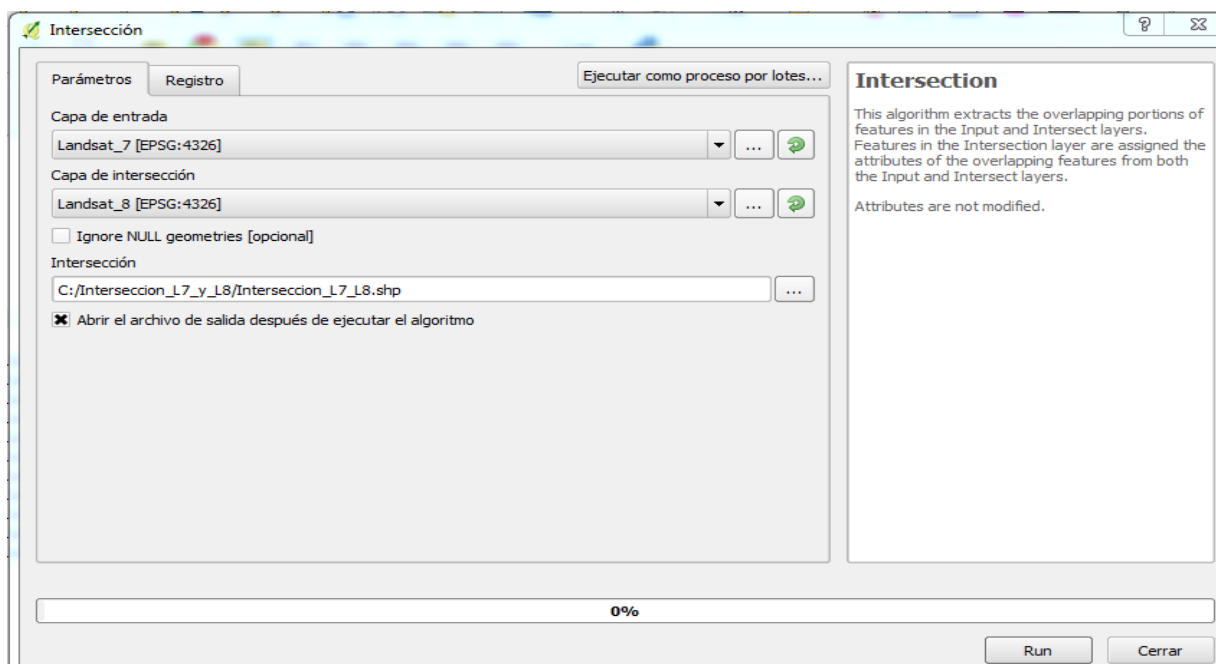 Intersección
Parámetros
Registro
Ejecutar como proceso por lotes...
Capa de entrada
Landsat_7 [EPSG:4326]
...
Capa de intersección
Landsat_8 [EPSG:4326]
...
Ignore NULL geometries [opcional]
Intersección
C:/Interseccion_L7_y_L8/Interseccion_L7_L8.shp
...
Abrir el archivo de salida después de ejecutar el algoritmo
Intersection
This algorithm extracts the overlapping portions of
features in the Input and Intersect layers.
Features in the Intersection layer are assigned the
attributes of the overlapping features from both
the Input and Intersect layers.
Attributes are not modified.
0%
Run
Cerrar